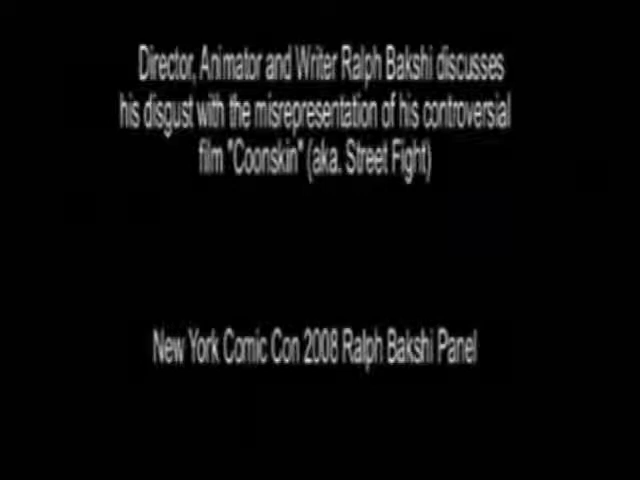 Director, Animator and Writer Ralph Bakshi discusses
his disgust with the misrepresentation of his controversial
film "Coonskin" (aka. Street Fight)
New York Comic Con 2008 Ralph Bakshi Panel